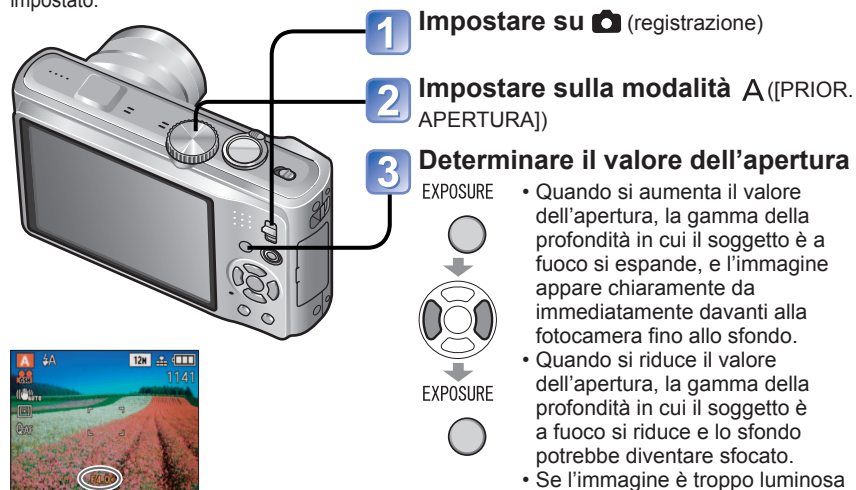 impostato.
1 Impostare su (registrazione)
2 Impostare sulla modalità A ([PRIOR.
APERTURA])
3 Determinare il valore dell’apertura
EXPOSURE
EXPOSURE
• Quando si aumenta il valore
dell’apertura, la gamma della
profondità in cui il soggetto è a
fuoco si espande, e l’immagine
appare chiaramente da
immediatamente davanti alla
fotocamera fino allo sfondo.
• Quando si riduce il valore
dell’apertura, la gamma della
profondità in cui il soggetto è
a fuoco si riduce e lo sfondo
potrebbe diventare sfocato.
• Se l’immagine è troppo luminosa
A A 12M
1141